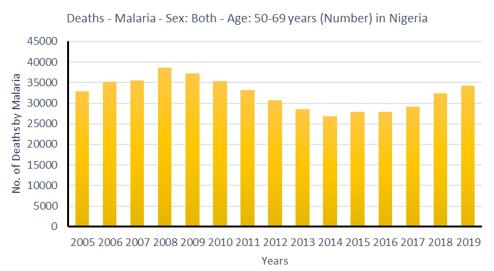 Deaths - Malaria - Sex: Both - Age: 50-69 years (Number) in Nigeria
No. of Deaths by Malaria
45000
40000
35000
30000
25000
20000
15000
10000
5000
0
2005 2006 2007 2008 2009 2010 2011 2012 2013 2014 2015 2016 2017 2018 2019
Years